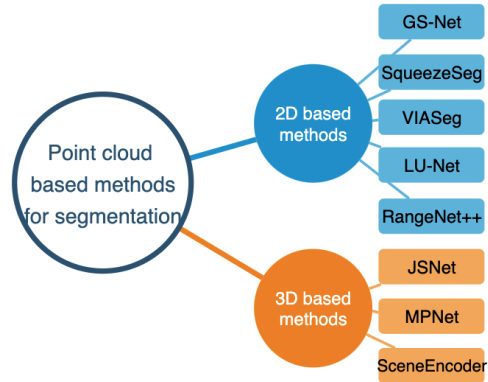 Point cloud
based methods
for segmentation
2D based
methods
GS-Net
SqueezeSeg
VIASeg
LU-Net
RangeNet++
3D based
methods
JSNet
MPNet
SceneEncoder